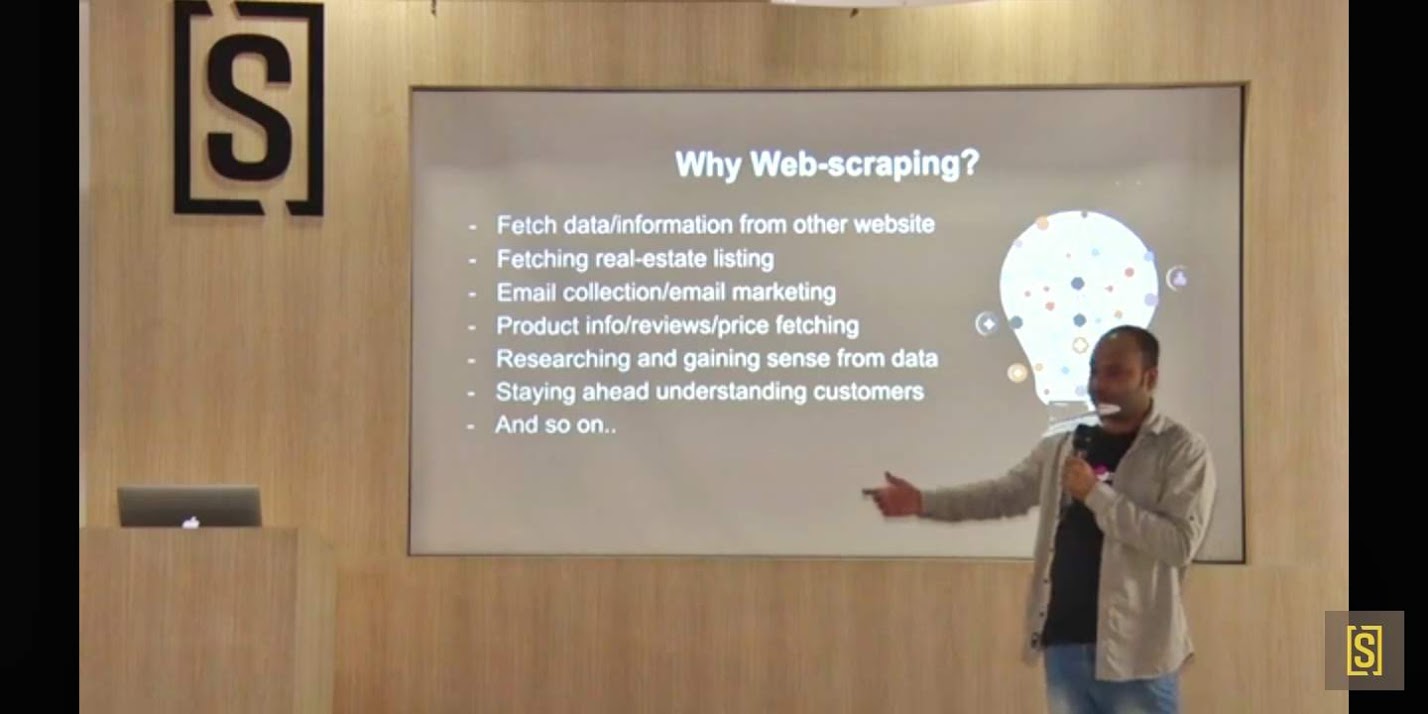 [S]
Why Web-scraping?
- Fetch data/information from other website
- Fetching real-estate listing
- Email collection/email marketing
- Product info/reviews/price fetching
- Researching and gaining sense from data
- Staying ahead understanding customers
- And so on..
[S]